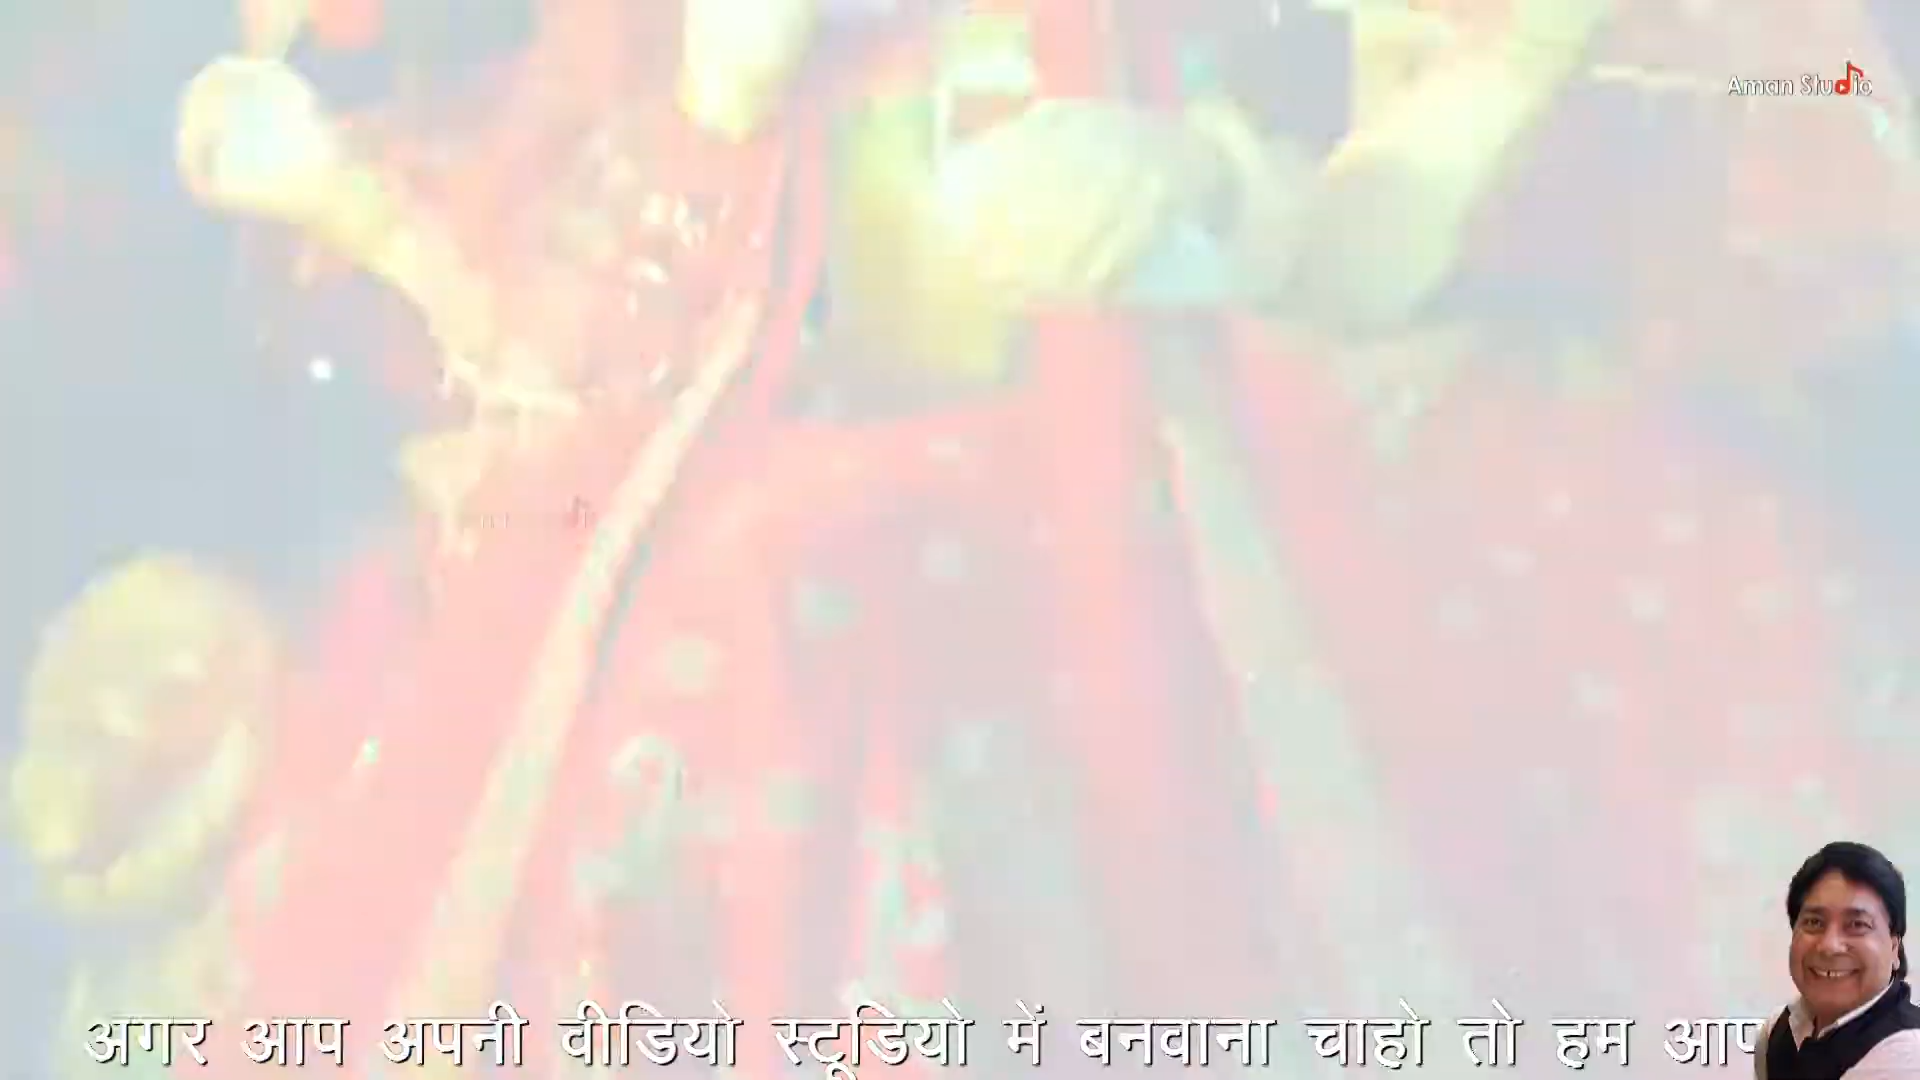 Aman Studio
अगर आप अपनी वीडियो स्टूडियो में बनवाना चाहो तो हम आप